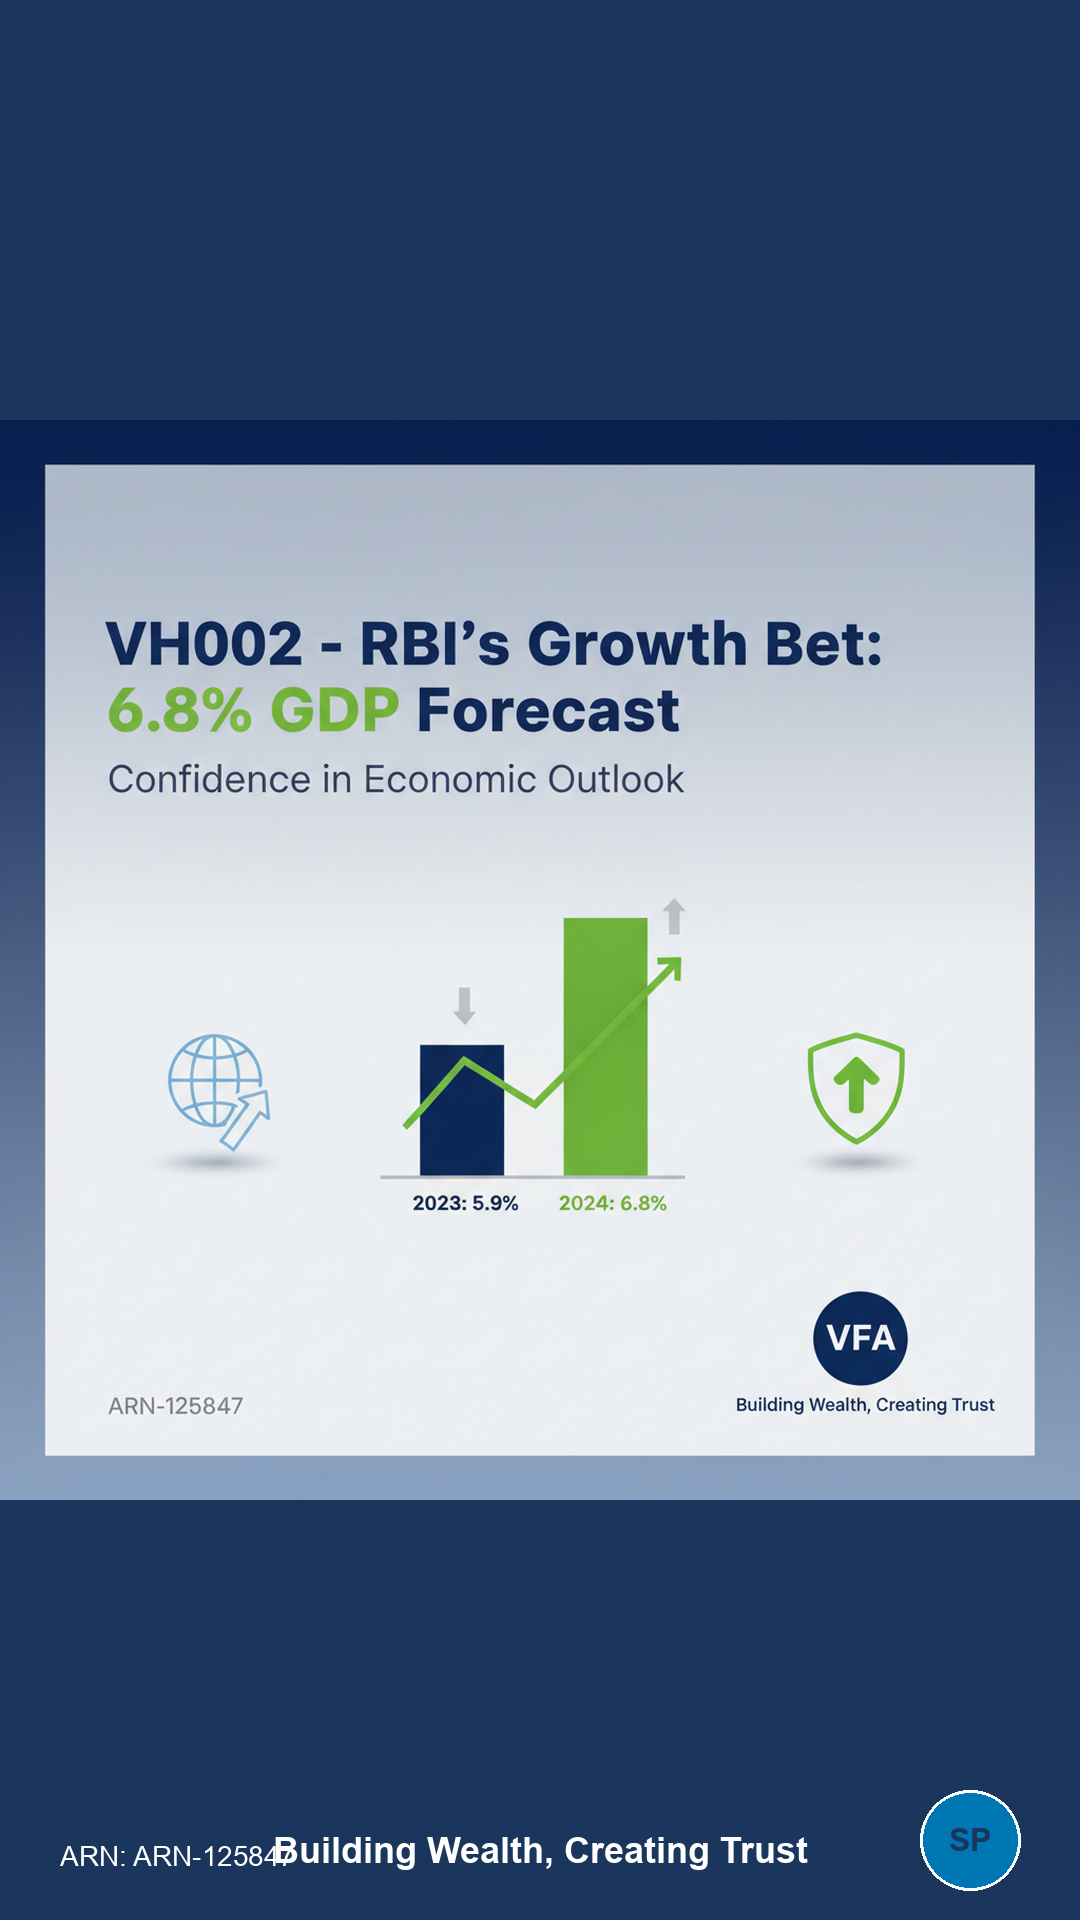 VH002 - RBI’s Growth Bet:
6.8% GDP Forecast
Confidence in Economic Outlook
2023: 5.9% 2024: 6.8%
VFA
ARN-125847
Building Wealth, Creating Trust
ARN: ARN-125847
Building Wealth, Creating Trust
SP